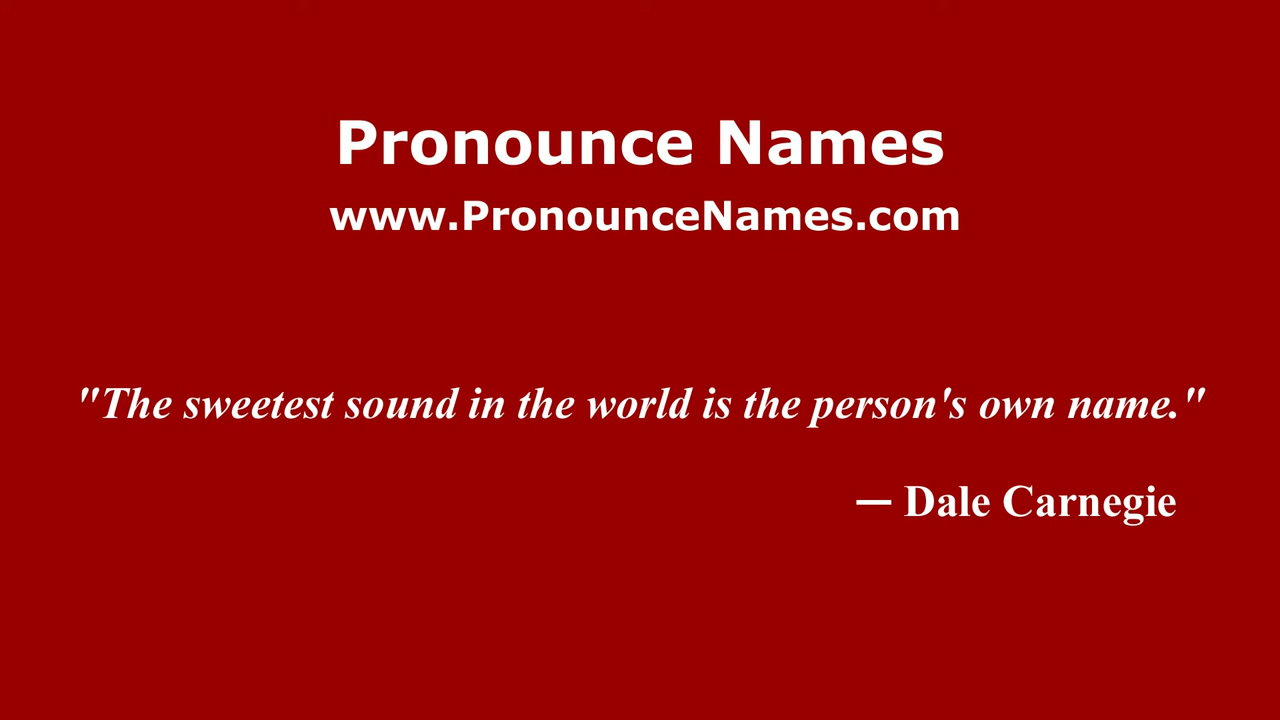 Pronounce Names
www.PronounceNames.com
"The sweetest sound in the world is the person's own name."
— Dale Carnegie